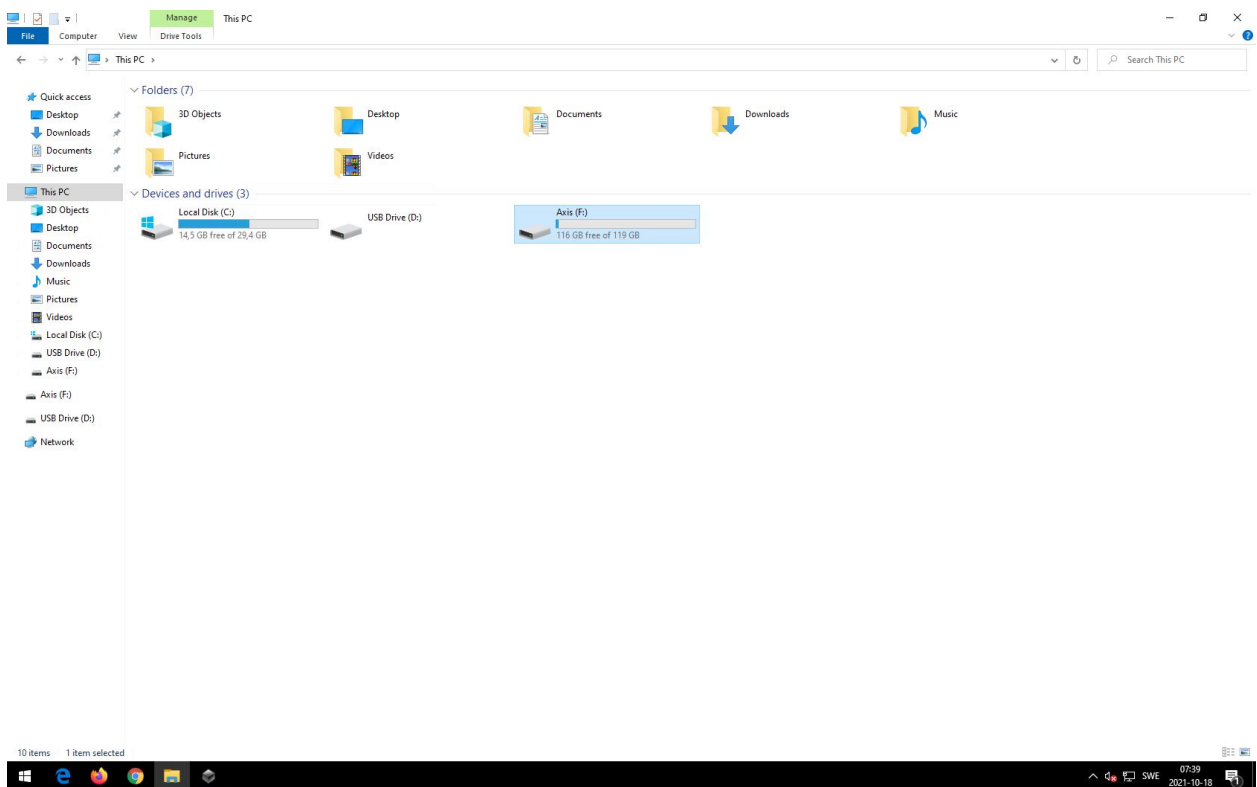 Manage This PC
File Computer View Drive Tools
This PC
Search This PC
Quick access
Desktop
Downloads
Documents
Pictures
This PC
3D Objects
Desktop
Documents
Downloads
Music
Pictures
Videos
Local Disk (C:)
USB Drive (D:)
Axis (F:)
Axis (F:)
USB Drive (D:)
Network
Folders (7)
3D Objects
Desktop
Documents
Downloads
Music
Pictures
Videos
Devices and drives (3)
Local Disk (C:)
14,5 GB free of 29,4 GB
USB Drive (D:)
Axis (F:)
116 GB free of 119 GB
10 items 1 item selected
SWE
07:39
2021-10-18
1